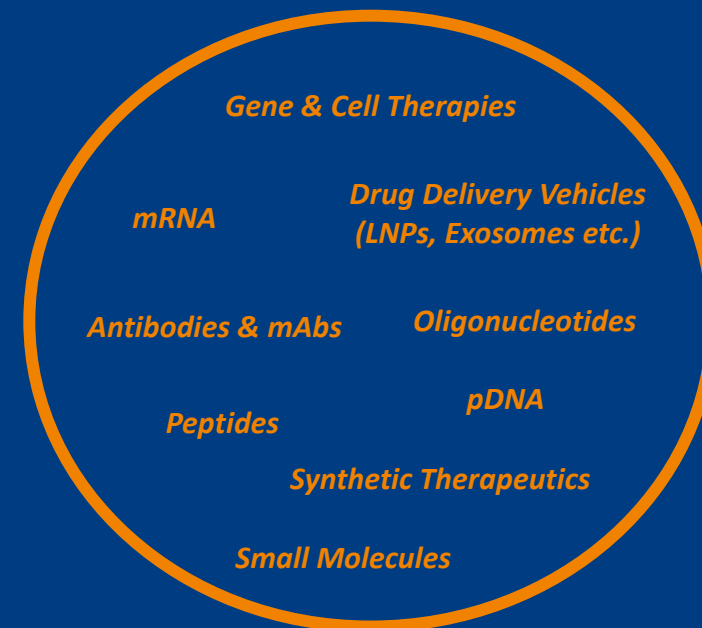 Gene & Cell Therapies
mRNA
Drug Delivery Vehicles
(LNPs, Exosomes etc.)
Antibodies & mAbs
Oligonucleotides
pDNA
Peptides
Synthetic Therapeutics
Small Molecules